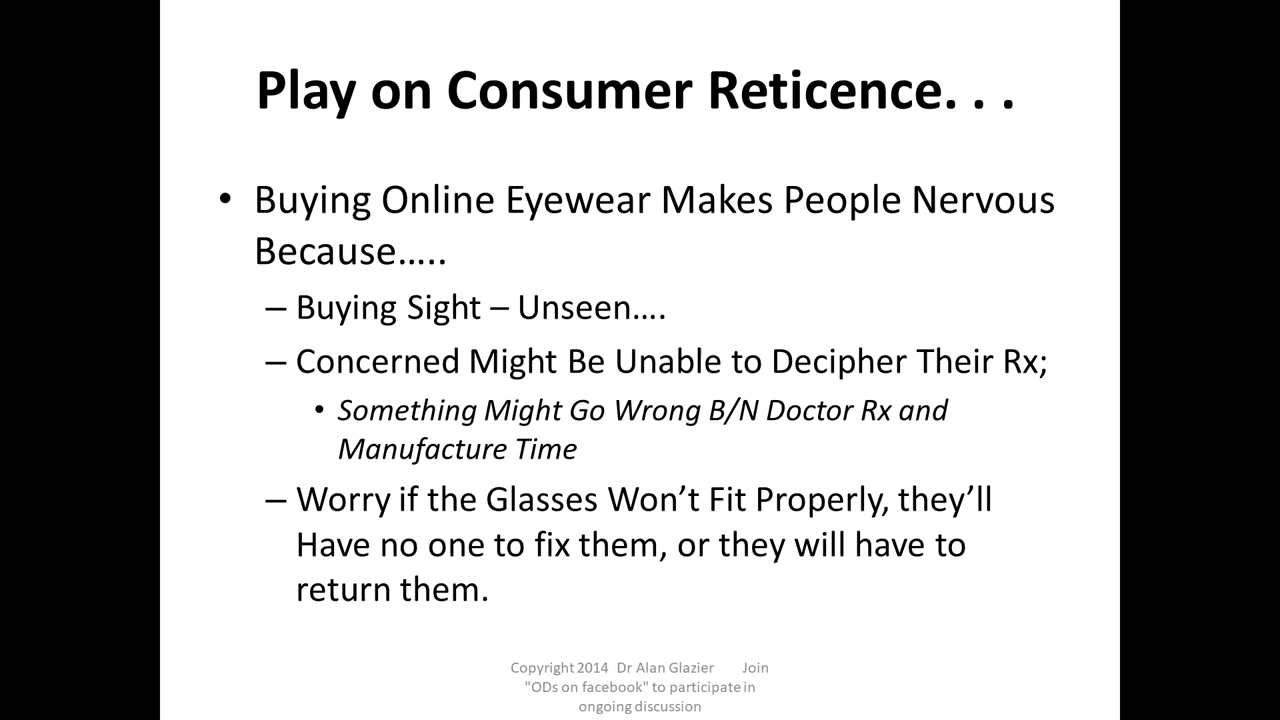 Play on Consumer Reticence. . .
• Buying Online Eyewear Makes People Nervous
Because…..
– Buying Sight – Unseen….
– Concerned Might Be Unable to Decipher Their Rx;
• Something Might Go Wrong B/N Doctor Rx and
Manufacture Time
– Worry if the Glasses Won’t Fit Properly, they’ll
Have no one to fix them, or they will have to
return them.
Copyright 2014 Dr Alan Glazier Join
"ODs on facebook" to participate in
ongoing discussion